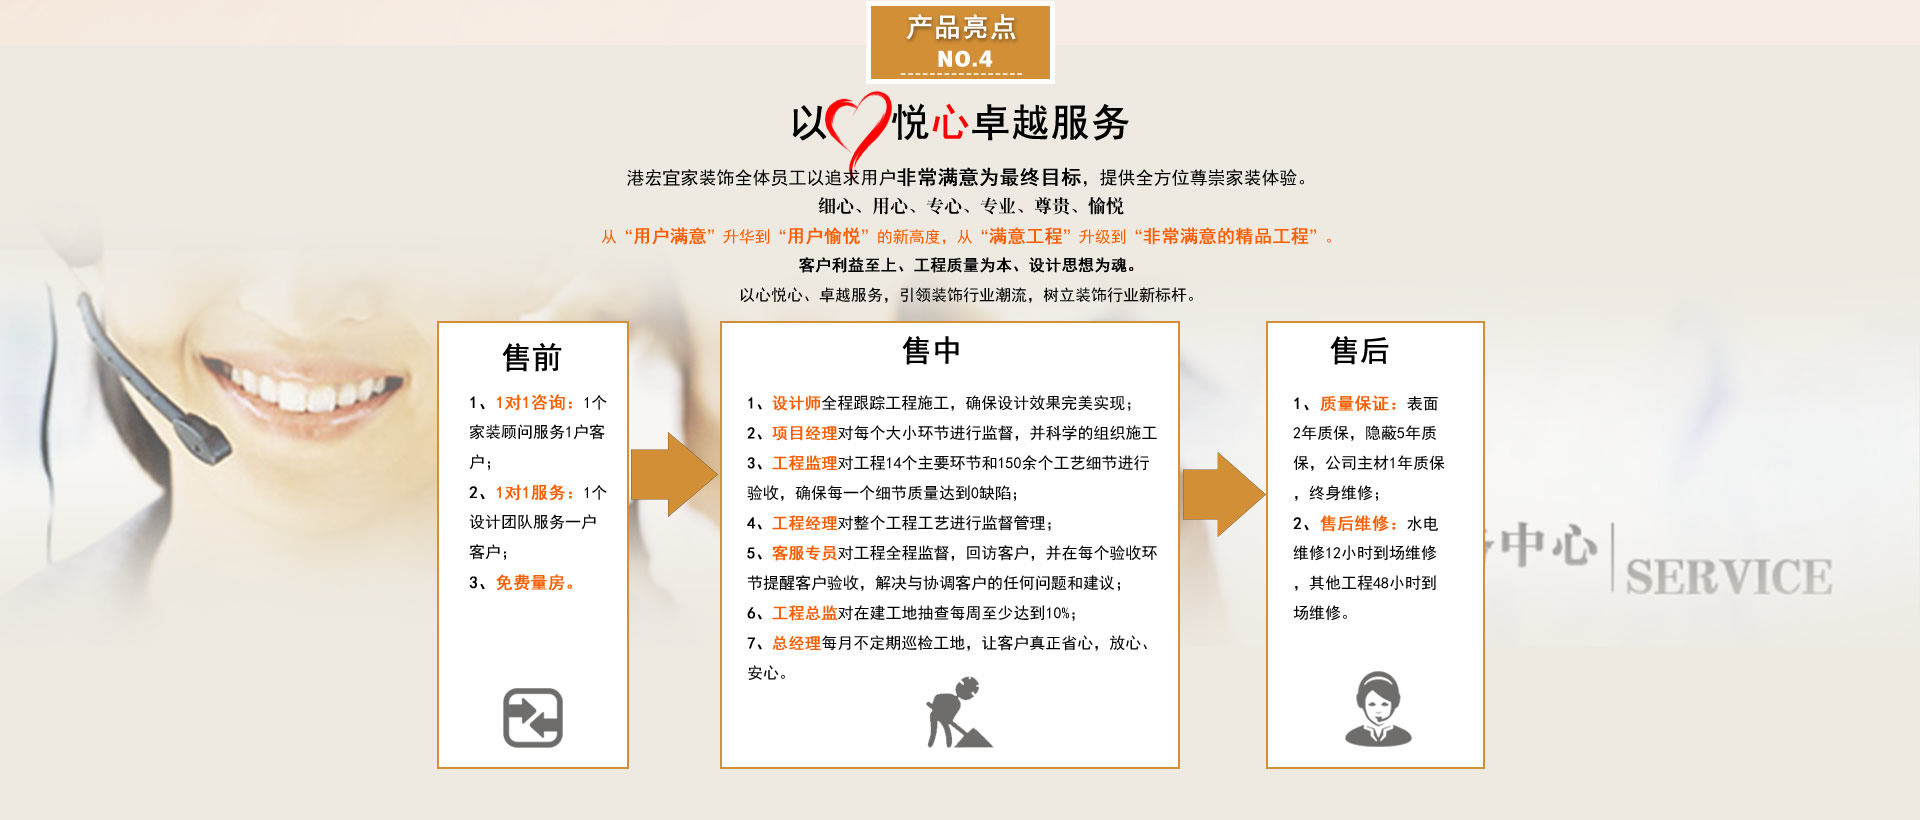 产品亮点
NO.4
以悦心卓越服务
港宏宜家装饰全体员工以追求用户非常满意为最终目标，提供全方位尊崇家装体验。
细心、用心、专心、专业、尊贵、愉悦
从“用户满意”升华到“用户愉悦”的新高度，从“满意工程”升级到“非常满意的精品工程”。
客户利益至上、工程质量为本、设计思想为魂。
以心悦心、卓越服务，引领装饰行业潮流，树立装饰行业新标杆。
售前
1、1对1咨询：1个
家装顾问服务1户客
户；
2、1对1服务：1个
设计团队服务一户
客户；
3、免费量房。
售中
1、设计师全程跟踪工程施工，确保设计效果完美实现；
2、项目经理对每个大小环节进行监督，并科学的组织施工
3、工程监理对工程14个主要环节和150余个工艺细节进行
验收，确保每一个细节质量达到0缺陷；
4、工程经理对整个工程工艺进行监督管理；
5、客服专员对工程全程监督，回访客户，并在每个验收环
节提醒客户验收，解决与协调客户的任何问题和建议；
6、工程总监对在建工地抽查每周至少达到10%；
7、总经理每月不定期巡检工地，让客户真正省心，放心、
安心。
售后
1、质量保证：表面
2年质保，隐蔽5年质
保，公司主材1年质保
，终身维修；
2、售后维修：水电
维修12小时到场维修
，其他工程48小时到
场维修。
中心
SERVICE